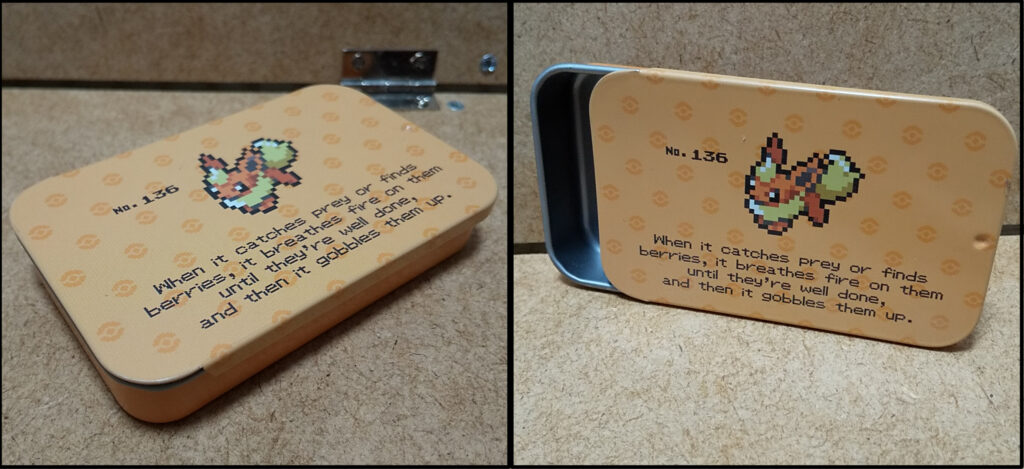 No. 136
When it catches prey or finds
berries, it breathes fire on them
until they're well done,
and then it gobbles them up.
No. 136
When it catches prey or finds
berries, it breathes fire on them
until they're well done,
and then it gobbles them up.